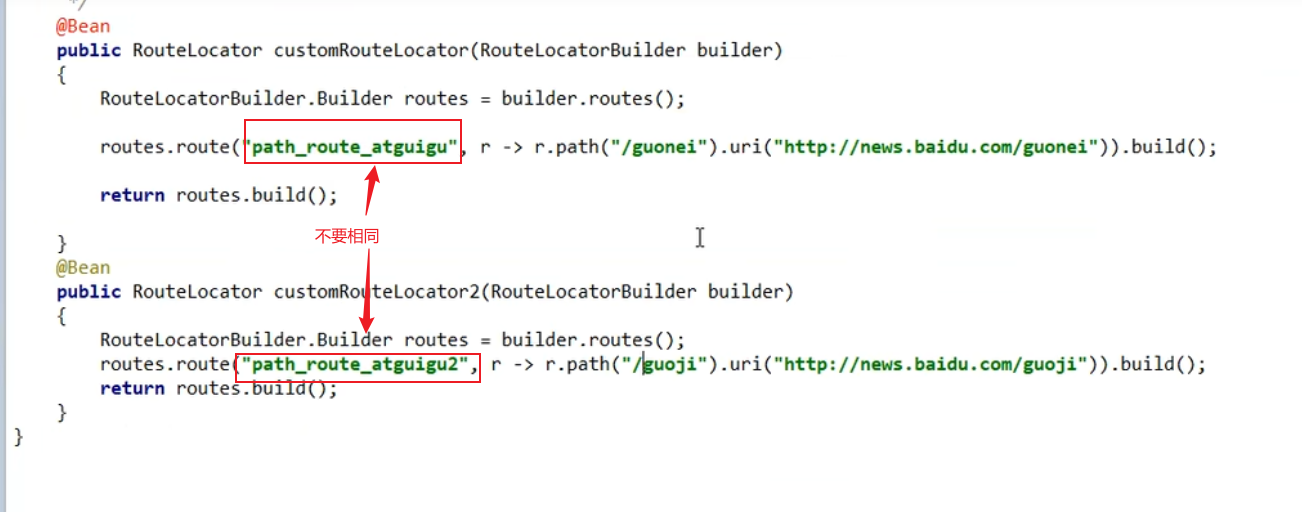 */
@Bean
public RouteLocator customRouteLocator(RouteLocatorBuilder builder)
{
RouteLocatorBuilder.Builder routes = builder.routes();
routes.route("path_route_atguigu", r -> r.path("/guonei").uri("http://news.baidu.com/guonei")).build();
return routes.build();
不要相同
}
@Bean
public RouteLocator customRouteLocator2(RouteLocatorBuilder builder)
{
RouteLocatorBuilder.Builder routes = builder.routes();
routes.route("path_route_atguigu2", r -> r.path("/guoji").uri("http://news.baidu.com/guoji")).build();
return routes.build();
}
}